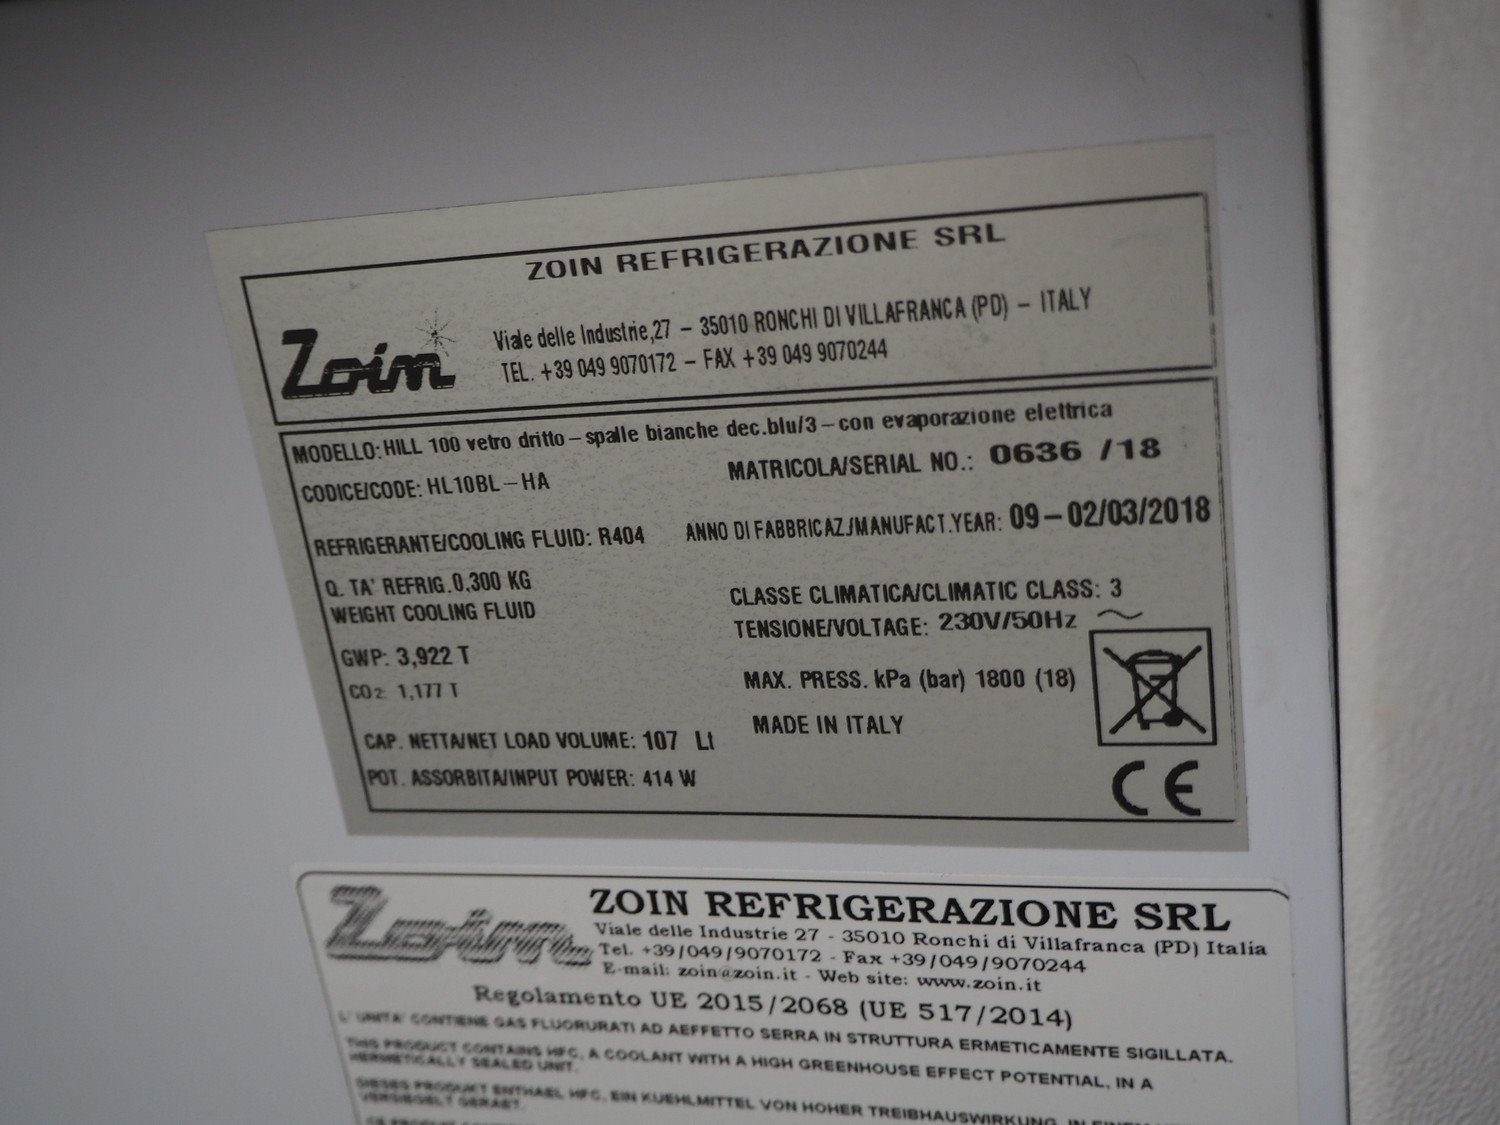 ZOIN REFRIGERAZIONE SRL
Zoin
Viale delle Industrie,27 – 35010 RONCHI DI VILLAFRANCA (PD) – ITALY
TEL. +39 049 9070172 – FAX +39 049 9070244
MODELLO: HILL 100 vetro dritto – spalle bianche dec.blu/3 – con evaporazione elettrica
CODICE/CODE: HL10BL – HA
MATRICOLA/SERIAL NO.: 0636 /18
REFRIGERANTE/COOLING FLUID: R404
ANNO DI FABBRICAZ./MANUFACT.YEAR: 09 – 02/03/2018
Q. TA' REFRIG. 0,300 KG
WEIGHT COOLING FLUID
CLASSE CLIMATICA/CLIMATIC CLASS: 3
TENSIONE/VOLTAGE: 230V/50Hz ~
GWP: 3,922 T
CO2: 1,177 T
MAX. PRESS. kPa (bar) 1800 (18)
MADE IN ITALY
CAP. NETTA/NET LOAD VOLUME: 107 Lt
POT. ASSORBITA/INPUT POWER: 414 W
CE
Zoin
ZOIN REFRIGERAZIONE SRL
Viale delle Industrie 27 - 35010 Ronchi di Villafranca (PD) Italia
Tel. +39/049/9070172 - Fax +39/049/9070244
E-mail: zoin@zoin.it - Web site: www.zoin.it
Regolamento UE 2015/2068 (UE 517/2014)
L' UNITA' CONTIENE GAS FLUORURATI AD AEFFETTO SERRA IN STRUTTURA ERMETICAMENTE SIGILLATA.
THIS PRODUCT CONTAINS HFC, A COOLANT WITH A HIGH GREENHOUSE EFFECT POTENTIAL, IN A
HERMETICALLY SEALED UNIT.
DIESES PRODUKT ENTHAEL HFC, EIN KUEHLMITTEL VON HOHER TREIBHAUSWIRKUNG, IN EINEM
VERSIEGELT GERAET.
CE PRODUIT